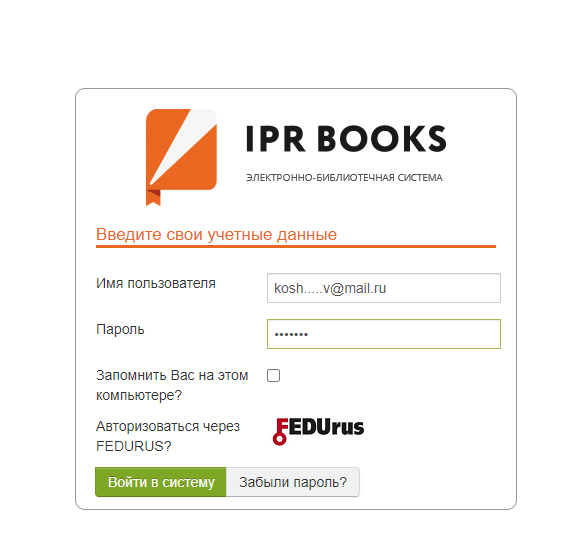 IPR BOOKS
ЭЛЕКТРОННО-БИБЛИОТЕЧНАЯ СИСТЕМА
Введите свои учетные данные
Имя пользователя
kosh.....v@mail.ru
Пароль
•••••••
Запомнить Вас на этом
компьютере?
Авторизоваться через
FEDURUS?
FEDUrus
Войти в систему
Забыли пароль?